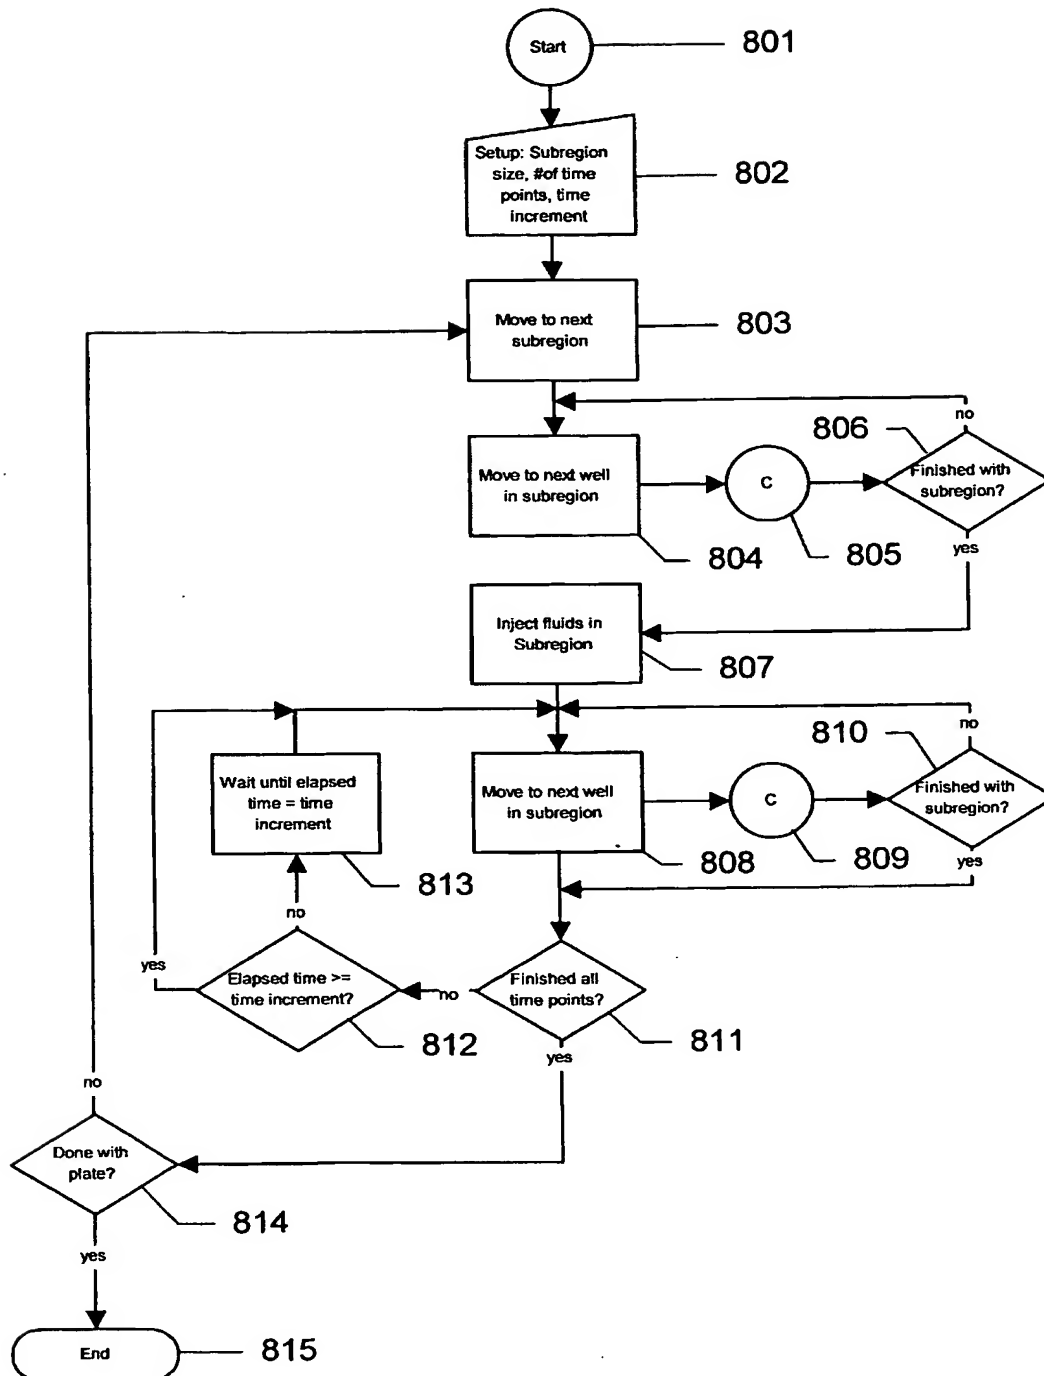 Start
801
Setup: Subregion
size, #of time
points, time
increment
802
Move to next
subregion
803
no
806
Finished with
subregion?
Move to next well
in subregion
C
804
805
yes
Inject fluids in
Subregion
807
no
810
Wait until elapsed
time = time
increment
Move to next well
in subregion
C
Finished with
subregion?
813
808
809
yes
no
yes
Elapsed time >=
time increment?
no
Finished all
time points?
812
811
yes
no
Done with
plate?
814
yes
End
815